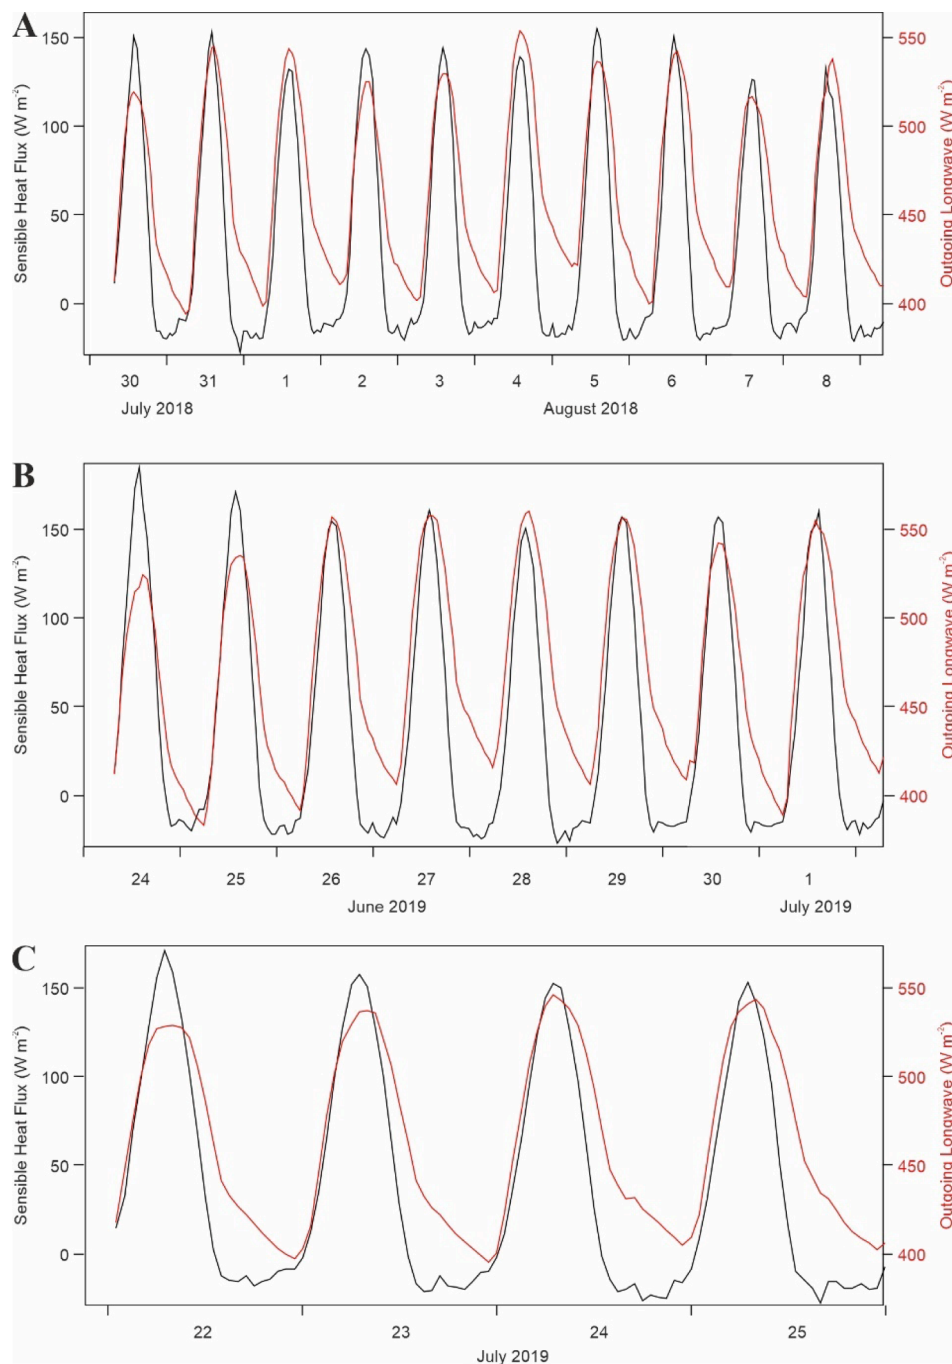 A
Sensible Heat Flux (W m-2)
150
100
50
0
550
500
450
400
Outgoing Longwave (W m-2)
30 31 1 2 3 4 5 6 7 8
July 2018 August 2018
B
Sensible Heat Flux (W m-2)
150
100
50
0
550
500
450
400
Outgoing Longwave (W m-2)
24 25 26 27 28 29 30 1
June 2019 July 2019
C
Sensible Heat Flux (W m-2)
150
100
50
0
550
500
450
400
Outgoing Longwave (W m-2)
22 23 24 25
July 2019